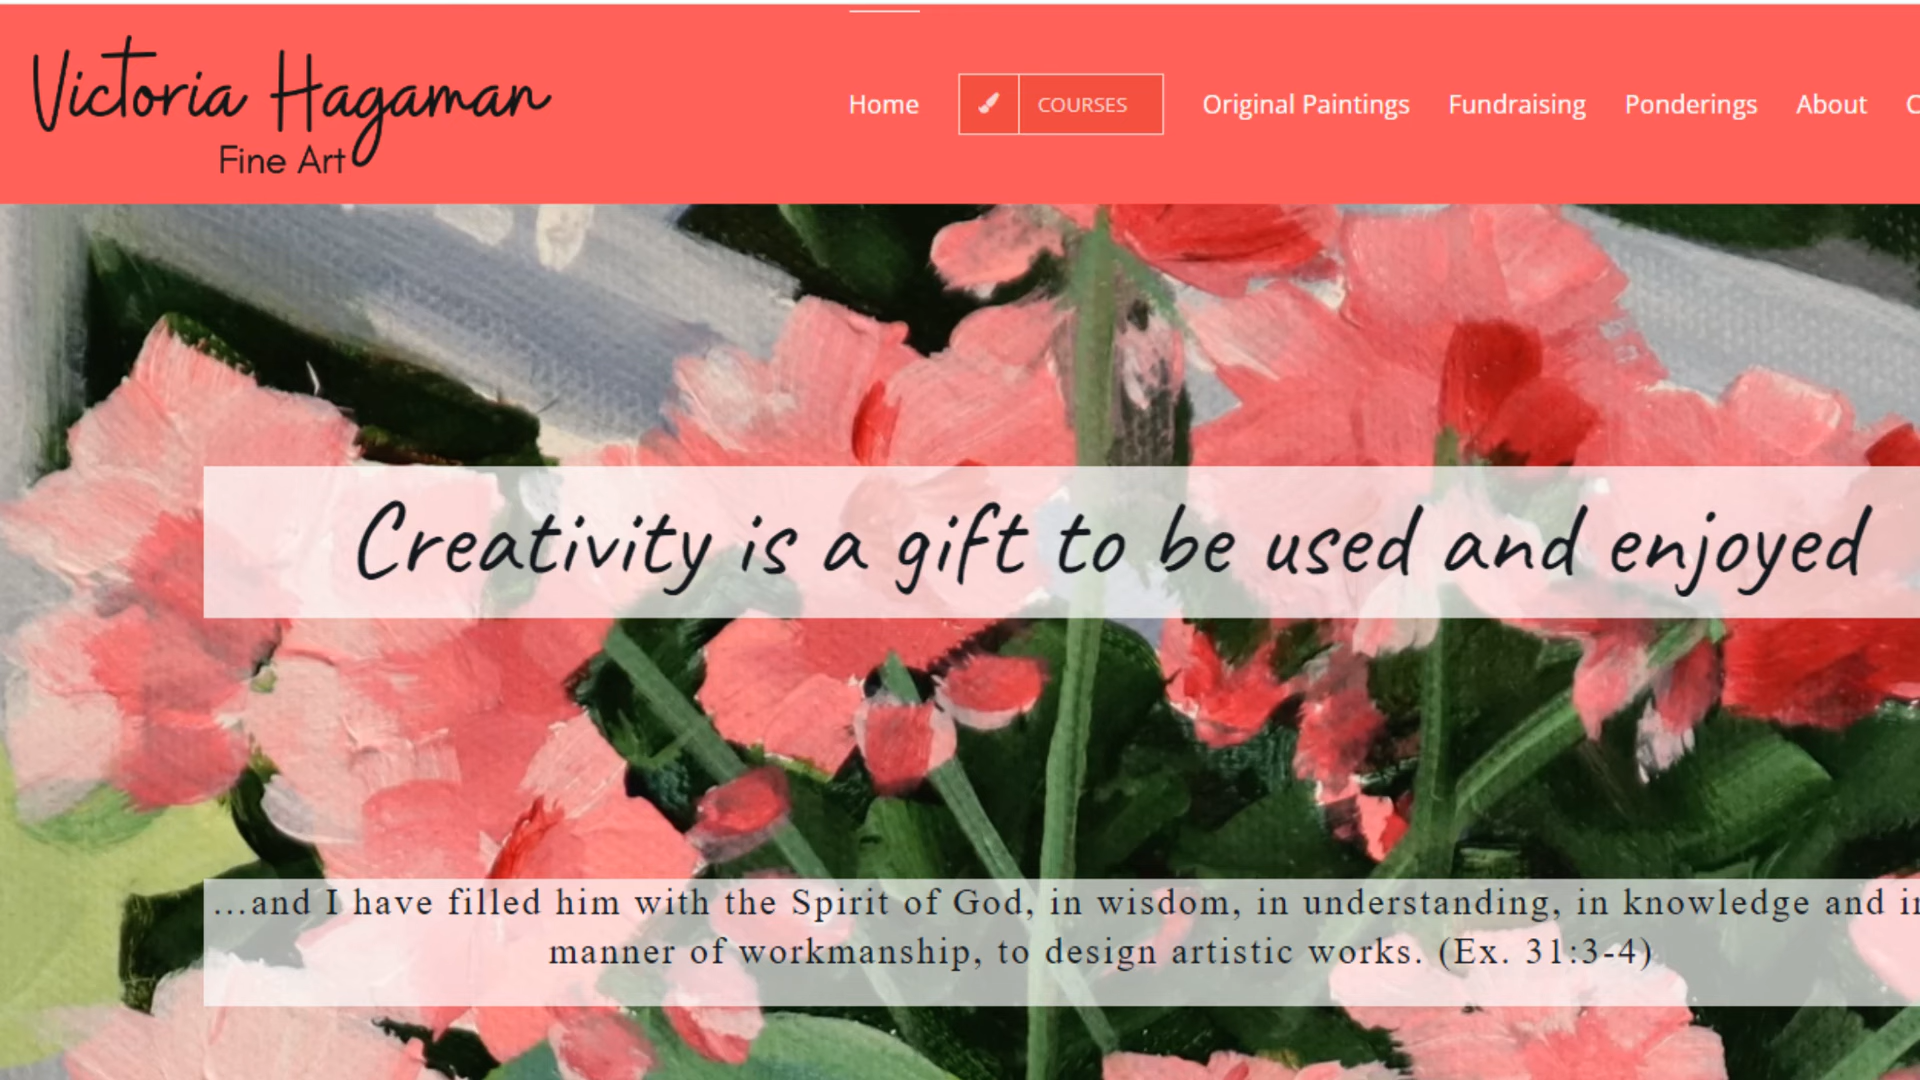 Victoria Hagaman
Fine Art
Home COURSES Original Paintings Fundraising Ponderings About
Creativity is a gift to be used and enjoyed
...and I have filled him with the Spirit of God, in wisdom, in understanding, in knowledge and in
manner of workmanship, to design artistic works. (Ex. 31:3-4)